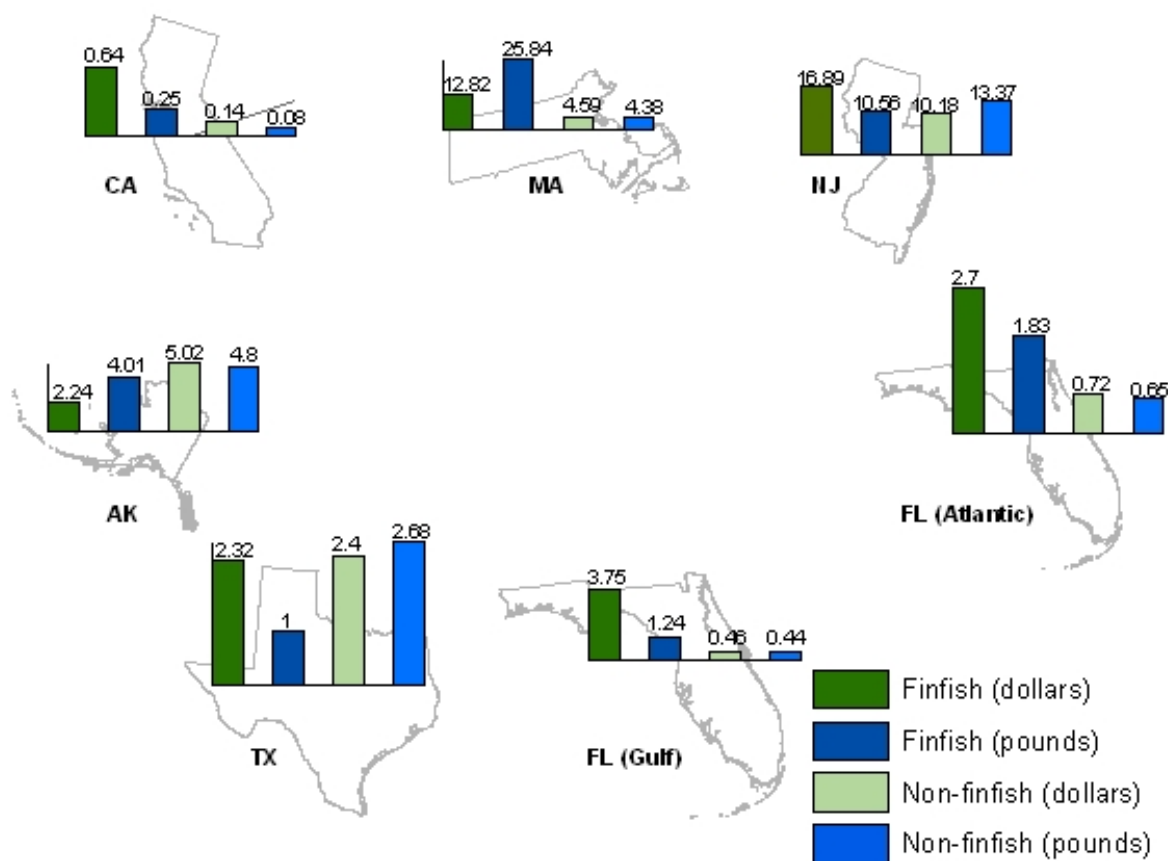 0.64
0.25
0.14
0.08
CA
12.82
25.84
4.59
4.38
MA
16.89
10.56
10.18
13.37
NJ
2.24
4.01
5.02
4.8
AK
2.7
1.83
0.72
0.65
FL (Atlantic)
2.32
1
2.4
2.68
TX
3.75
1.24
0.46
0.44
FL (Gulf)
Finfish (dollars)
Finfish (pounds)
Non-finfish (dollars)
Non-finfish (pounds)